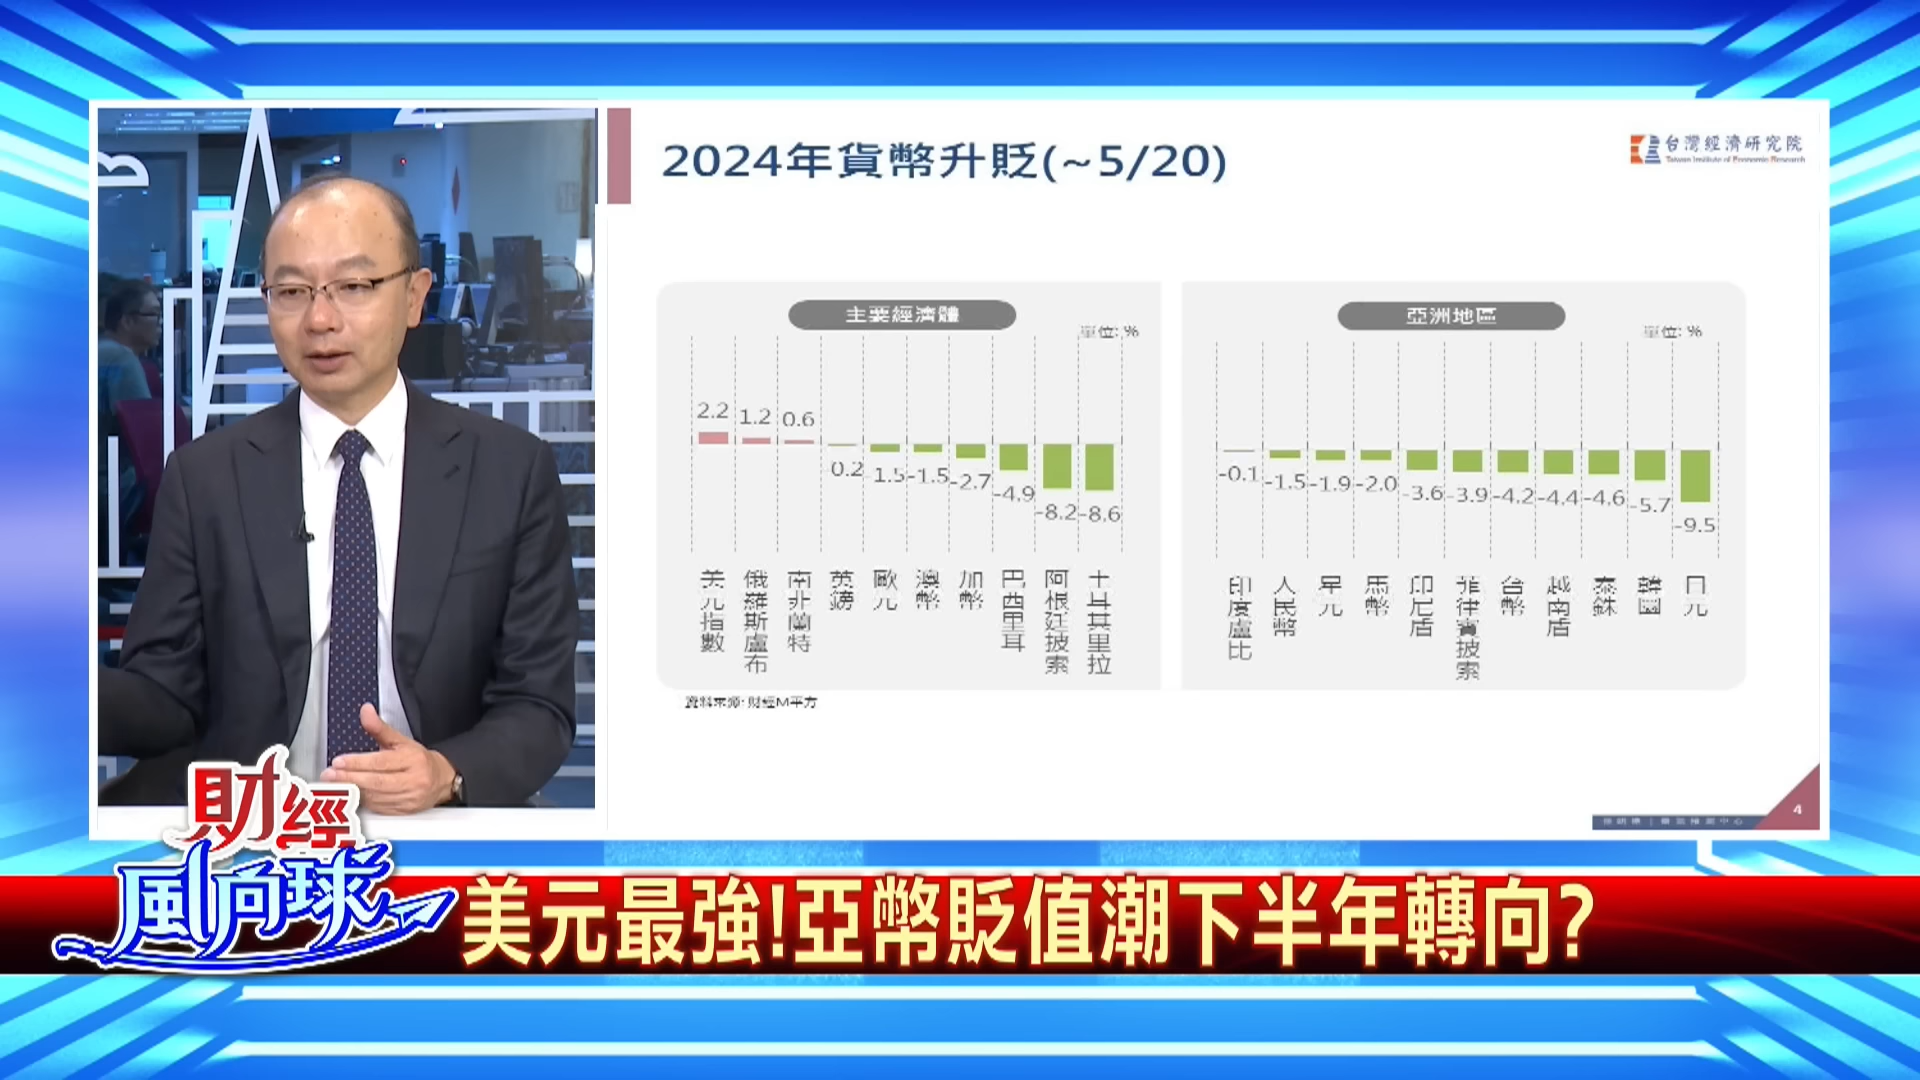 2024年貨幣升貶(~5/20)
台灣經濟研究院
Taiwan Institute of Economic Research
主要經濟體
單位: %
2.2 1.2 0.6 0.2 -1.5 -1.5 -2.7 -4.9 -8.2 -8.6
美元指數
俄羅斯盧布
南非蘭特
英鎊
歐元
澳幣
加幣
巴西里耳
阿根廷披索
土耳其里拉
亞洲地區
單位: %
-0.1 -1.5 -1.9 -2.0 -3.6 -3.9 -4.2 -4.4 -4.6 -5.7 -9.5
印度盧比
人民幣
星元
馬幣
印尼盾
菲律賓披索
台幣
越南盾
泰銖
韓圜
日元
資料來源: 財經M平方
4
財經
風向球
美元最強!亞幣貶值潮下半年轉向?